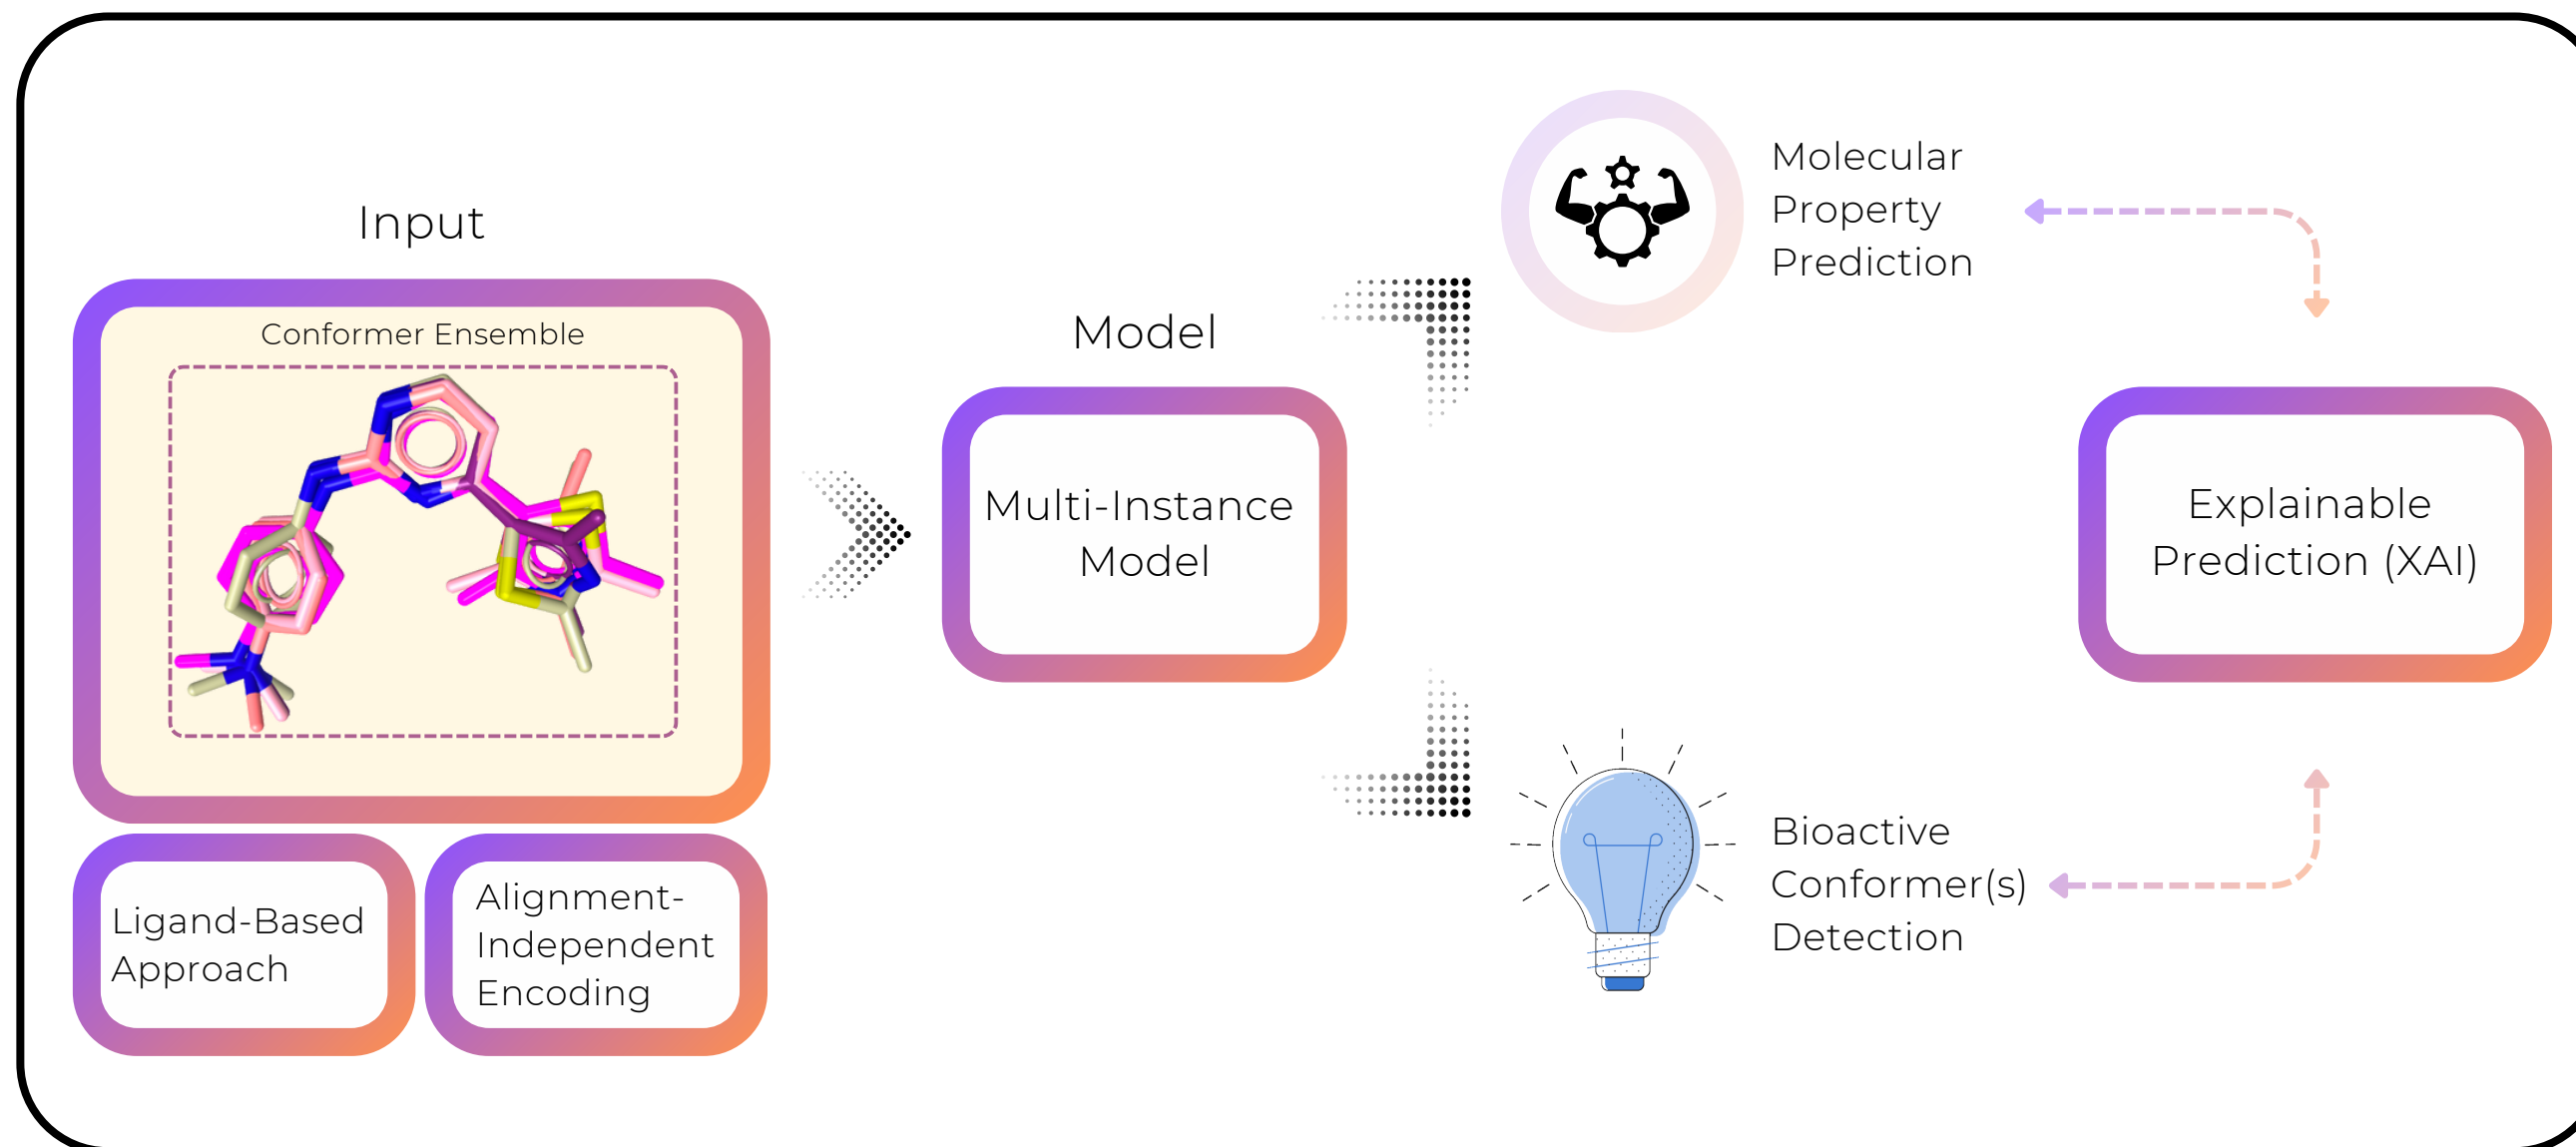 Input
Conformer Ensemble
Ligand-Based
Approach
Alignment-
Independent
Encoding
Model
Multi-Instance
Model
Molecular
Property
Prediction
Bioactive
Conformer(s)
Detection
Explainable
Prediction (XAI)